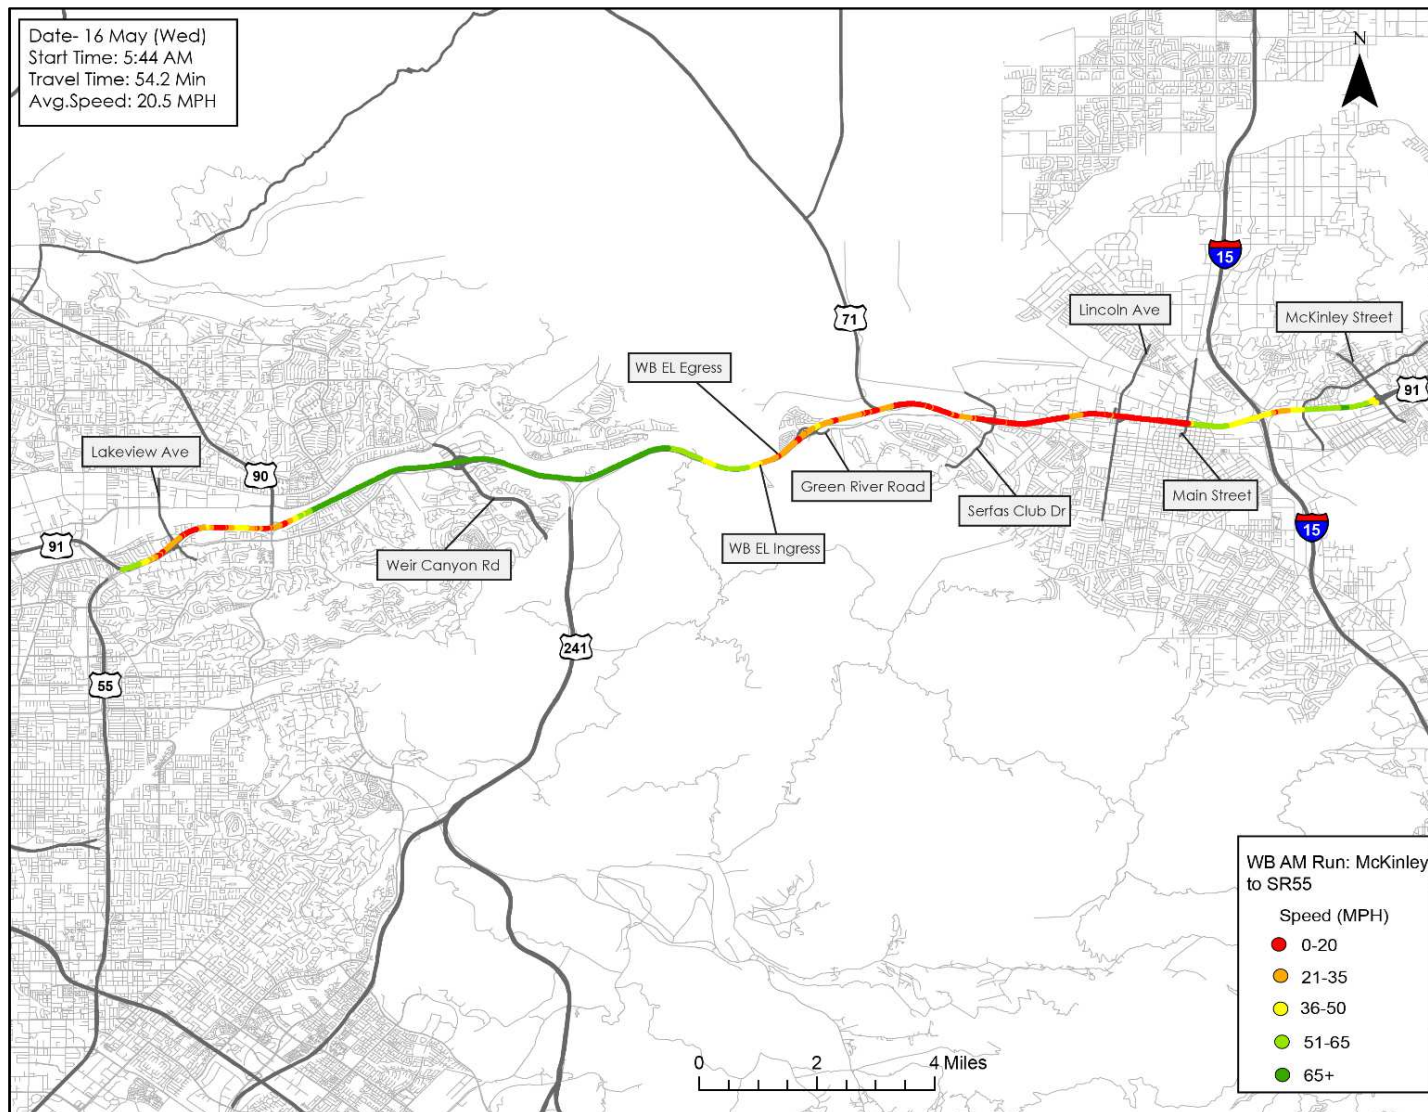 Date- 16 May (Wed)
Start Time: 5:44 AM
Travel Time: 54.2 Min
Avg.Speed: 20.5 MPH
N
15
71
Lincoln Ave
McKinley Street
WB EL Egress
91
Lakeview Ave
90
Green River Road
Serfas Club Dr
Main Street
15
91
Weir Canyon Rd
WB EL Ingress
241
55
WB AM Run: McKinley
to SR55
Speed (MPH)
0-20
21-35
36-50
51-65
65+
0 2 4 Miles